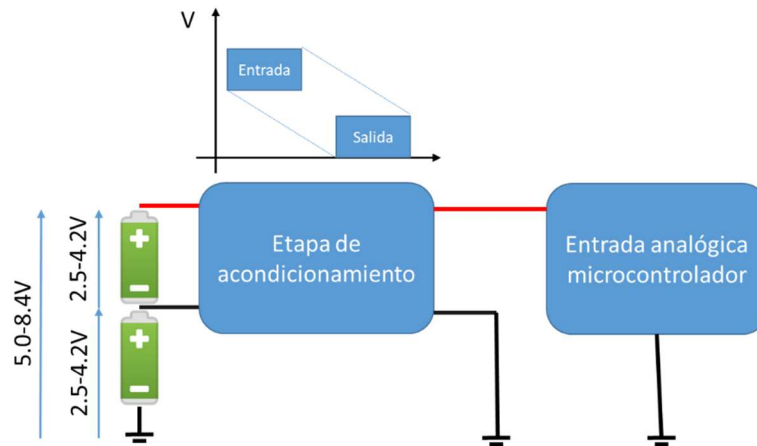 V
Entrada
Salida
5.0-8.4V
2.5-4.2V
2.5-4.2V
Etapa de
acondicionamiento
Entrada analógica
microcontrolador